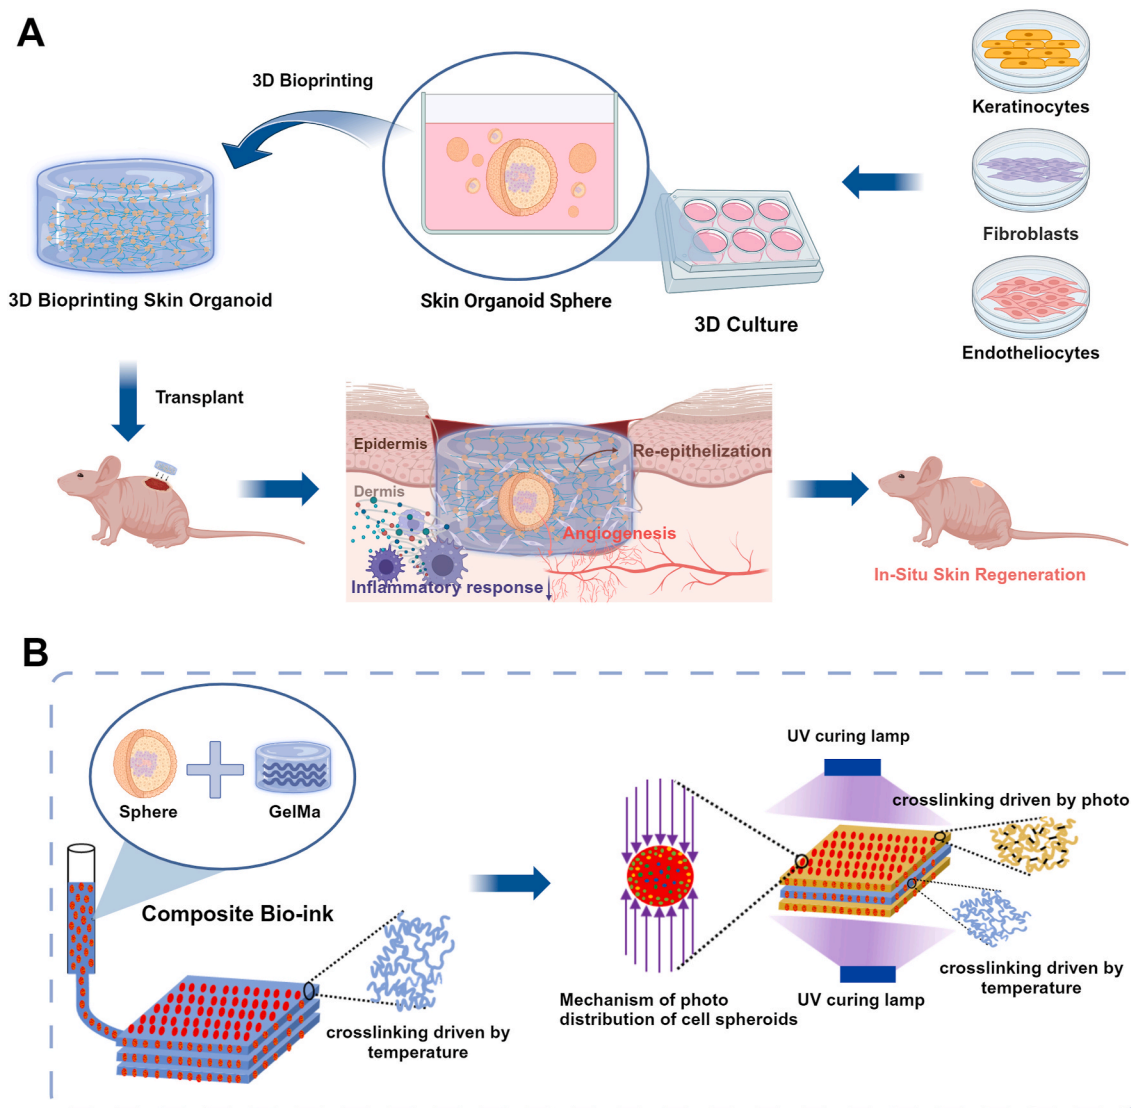 A
3D Bioprinting
Keratinocytes
Fibroblasts
Endotheliocytes
3D Bioprinting Skin Organoid
Skin Organoid Sphere
3D Culture
Transplant
Epidermis
Re-epithelization
Dermis
Angiogenesis
Inflammatory response
In-Situ Skin Regeneration
B
Sphere
GelMa
Composite Bio-ink
crosslinking driven by
temperature
UV curing lamp
crosslinking driven by photo
crosslinking driven by
temperature
Mechanism of photo
distribution of cell spheroids
UV curing lamp